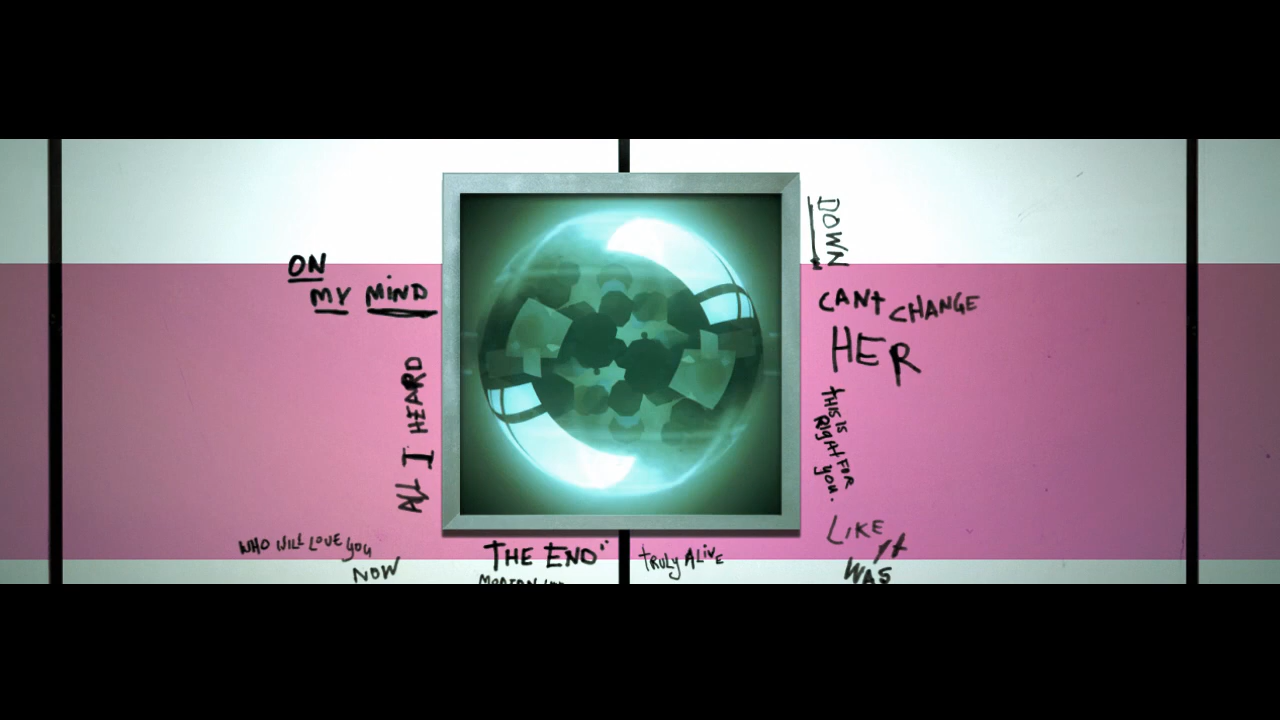 ON
MY MIND
ALL I HEARD
WHO WILL LOVE YOU
NOW
THE END"
TRULY ALIVE
DOWN
CANT CHANGE
HER
THIS IS
RIGHT FOR
YOU.
LIKE
IT
WAS